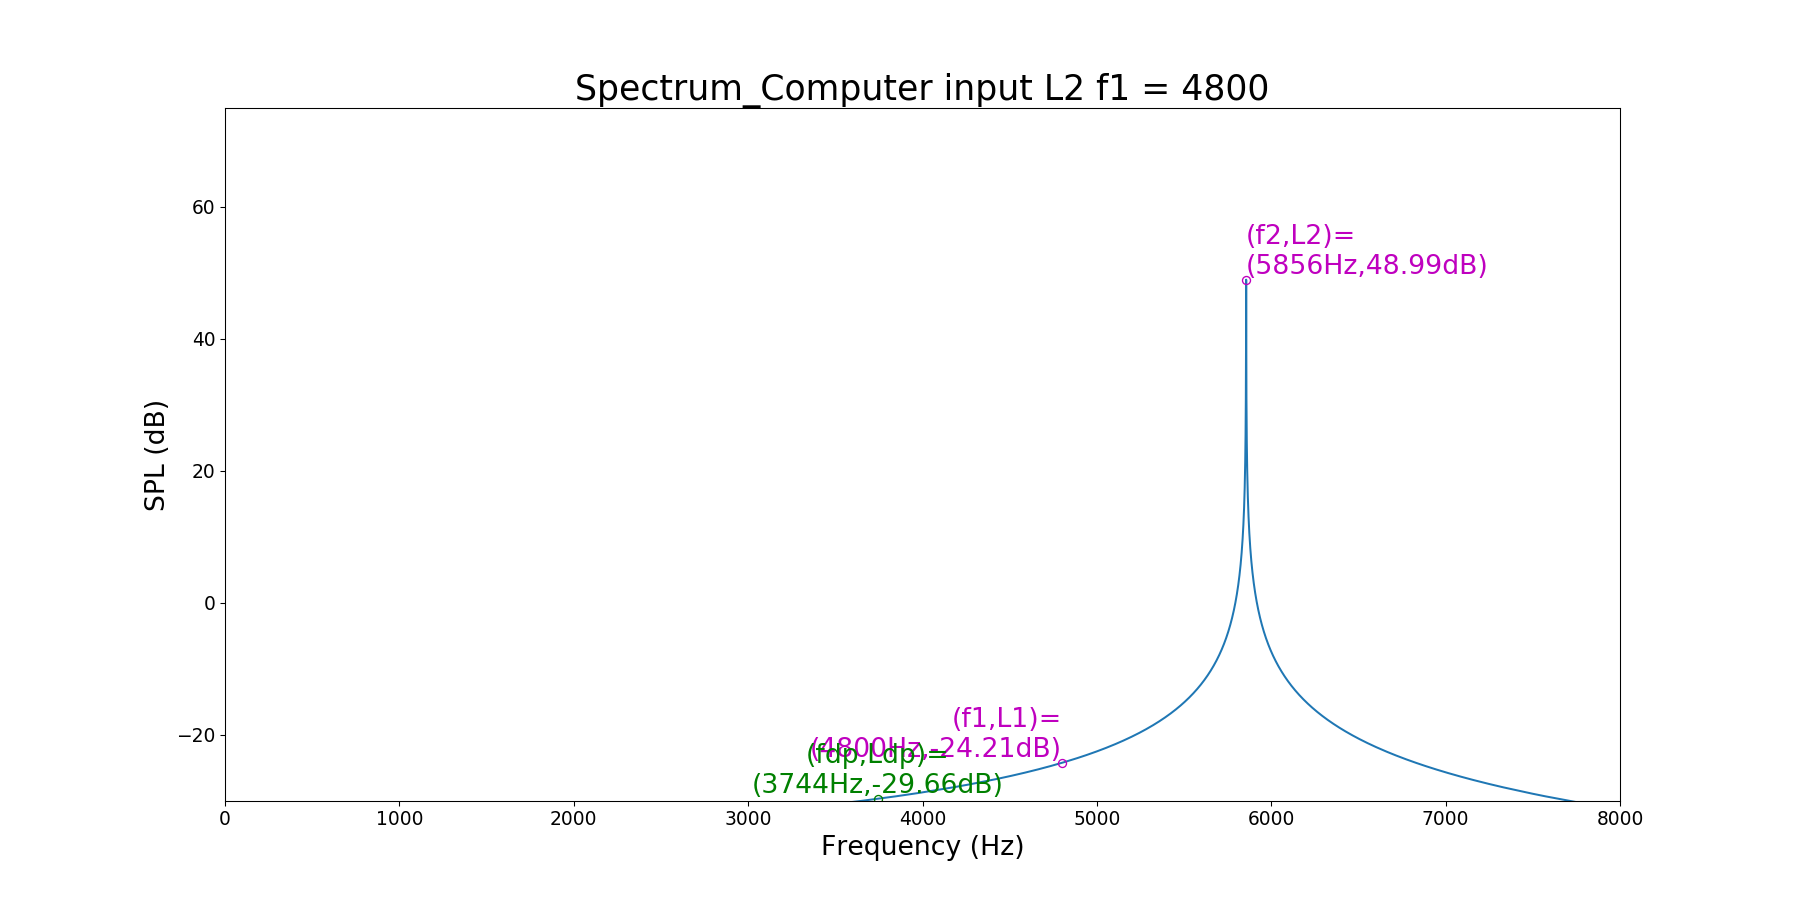 Spectrum_Computer input L2 f1 = 4800
60
40
20
0
−20
SPL (dB)
(f2,L2)=
(5856Hz,48.99dB)
(f1,L1)=
(4800Hz,-24.21dB)
(fdp,Ldp)=
(3744Hz,-29.66dB)
0 1000 2000 3000 4000 5000 6000 7000 8000
Frequency (Hz)